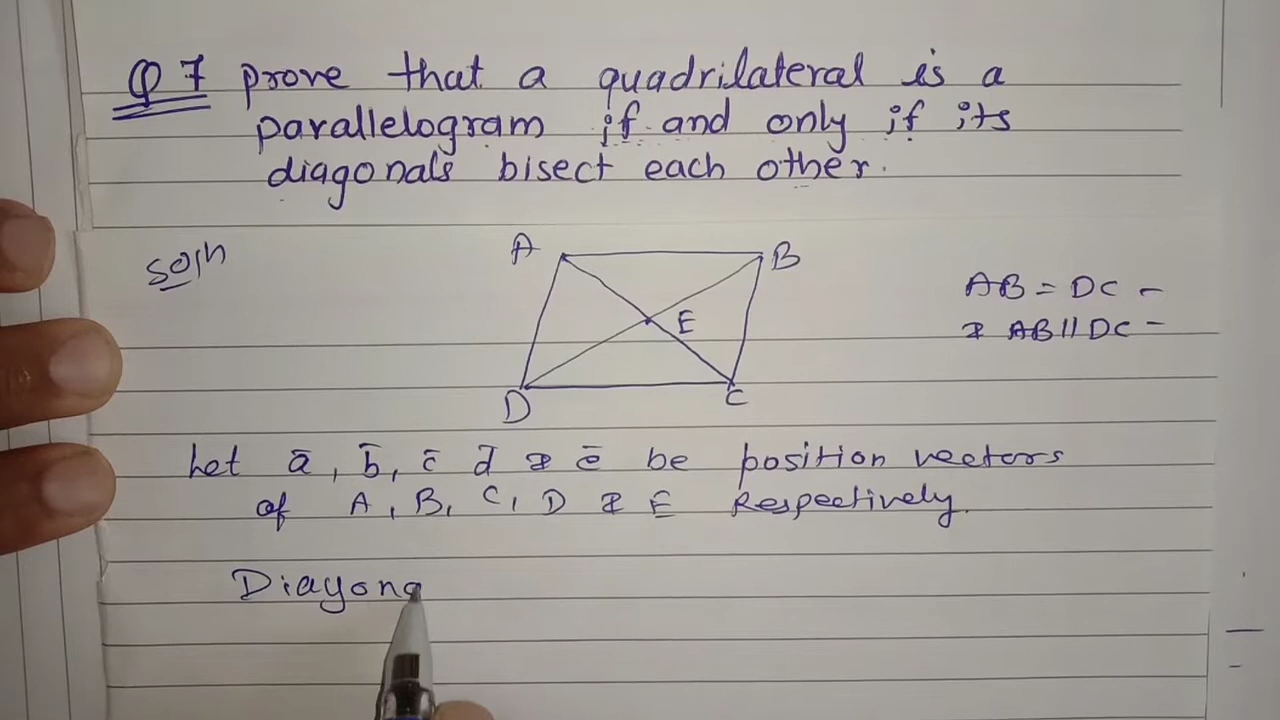 Q 7 prove that a quadrilateral is a
parallelogram if and only if its
diagonals bisect each other.
Soln
A
B
E
D
C
AB = DC -
& AB || DC -
Let a̅, b̅, c̅ d̅ & e̅ be position vectors
of A, B, C, D & E Respectively.
Diagona